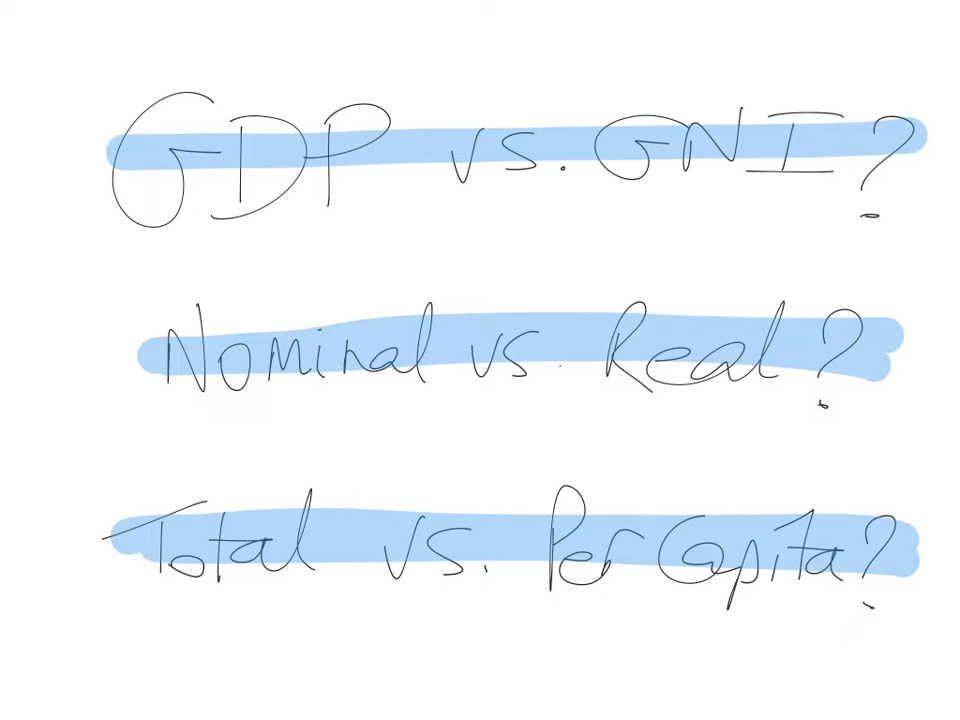 GDP vs. GNI?
Nominal vs. Real?
Total vs. Per Capita?